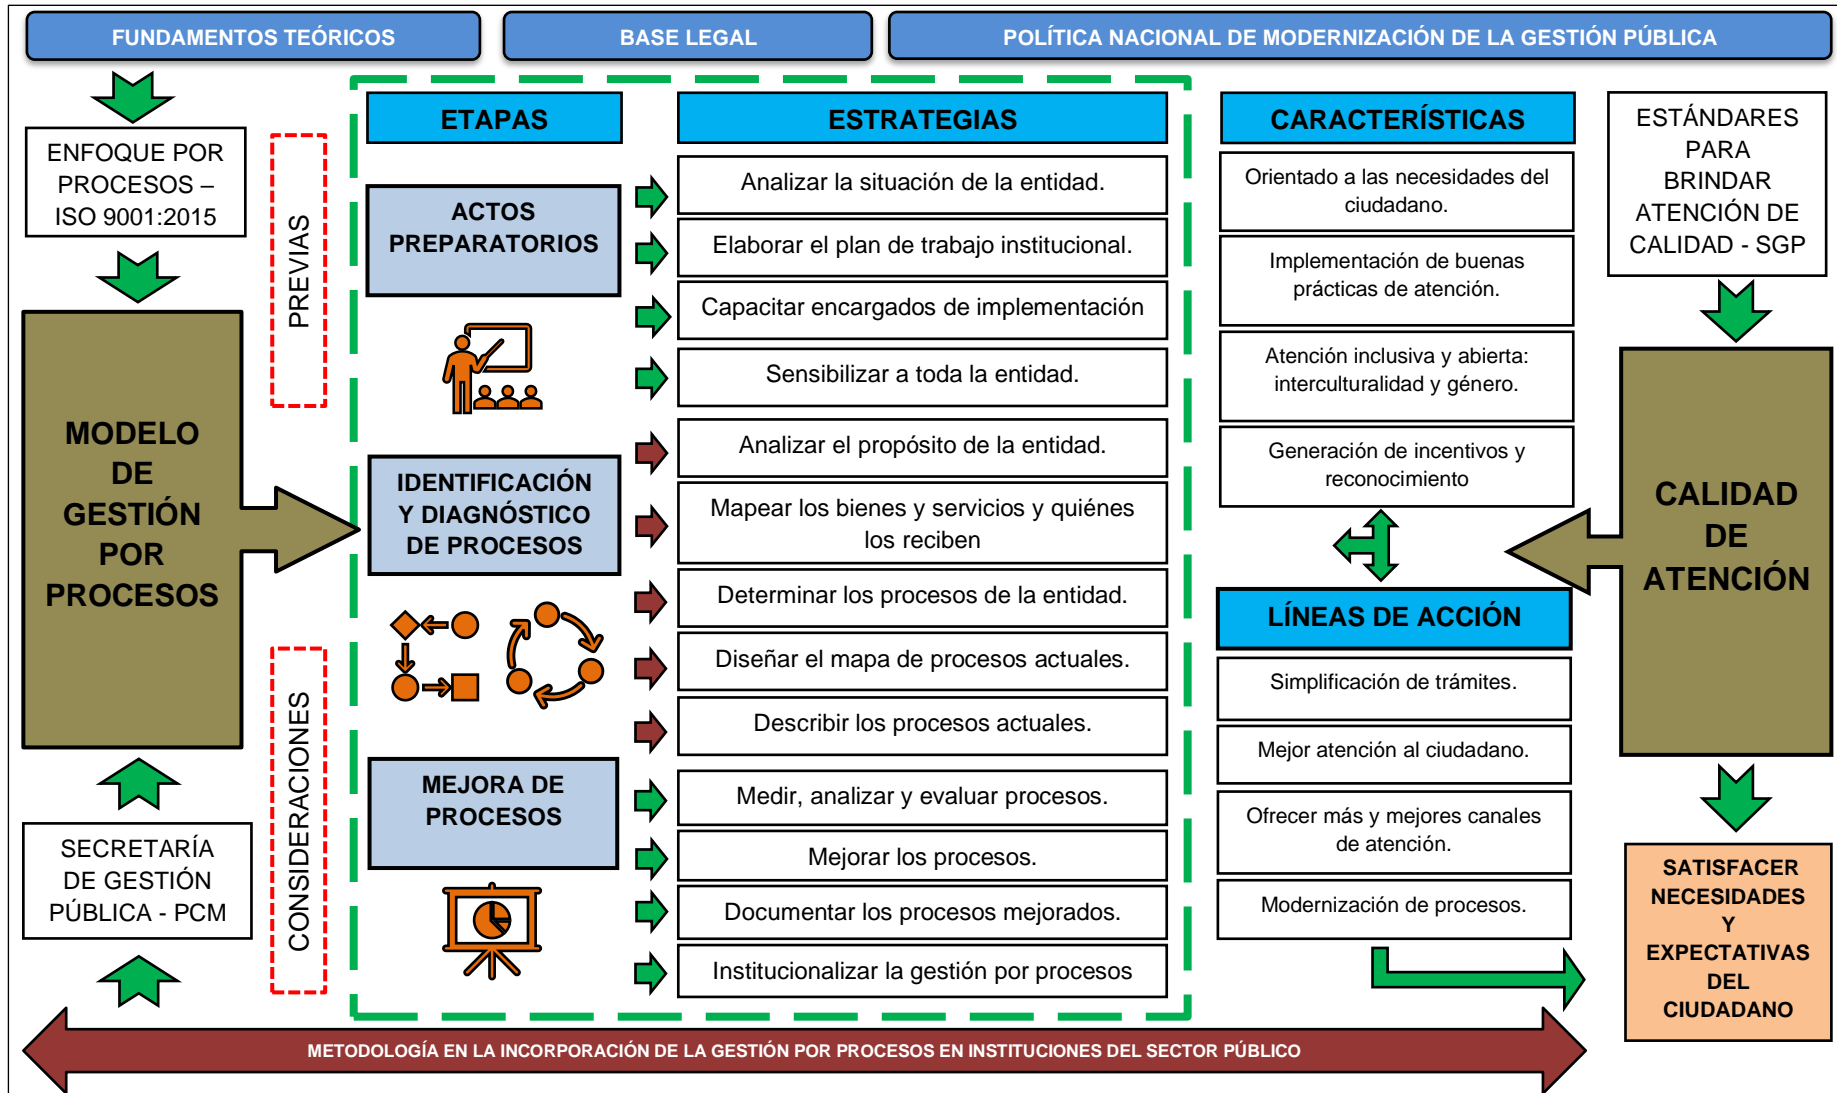 FUNDAMENTOS TEÓRICOS
BASE LEGAL
POLÍTICA NACIONAL DE MODERNIZACIÓN DE LA GESTIÓN PÚBLICA
ENFOQUE POR
PROCESOS –
ISO 9001:2015
MODELO
DE
GESTIÓN
POR
PROCESOS
SECRETARÍA
DE GESTIÓN
PÚBLICA - PCM
PREVIAS
CONSIDERACIONES
ETAPAS
ACTOS
PREPARATORIOS
IDENTIFICACIÓN
Y DIAGNÓSTICO
DE PROCESOS
MEJORA DE
PROCESOS
ESTRATEGIAS
Analizar la situación de la entidad.
Elaborar el plan de trabajo institucional.
Capacitar encargados de implementación
Sensibilizar a toda la entidad.
Analizar el propósito de la entidad.
Mapear los bienes y servicios y quiénes
los reciben
Determinar los procesos de la entidad.
Diseñar el mapa de procesos actuales.
Describir los procesos actuales.
Medir, analizar y evaluar procesos.
Mejorar los procesos.
Documentar los procesos mejorados.
Institucionalizar la gestión por procesos
CARACTERÍSTICAS
Orientado a las necesidades del
ciudadano.
Implementación de buenas
prácticas de atención.
Atención inclusiva y abierta:
interculturalidad y género.
Generación de incentivos y
reconocimiento
LÍNEAS DE ACCIÓN
Simplificación de trámites.
Mejor atención al ciudadano.
Ofrecer más y mejores canales
de atención.
Modernización de procesos.
ESTÁNDARES
PARA
BRINDAR
ATENCIÓN DE
CALIDAD - SGP
CALIDAD
DE
ATENCIÓN
SATISFACER
NECESIDADES
Y
EXPECTATIVAS
DEL
CIUDADANO
METODOLOGÍA EN LA INCORPORACIÓN DE LA GESTIÓN POR PROCESOS EN INSTITUCIONES DEL SECTOR PÚBLICO